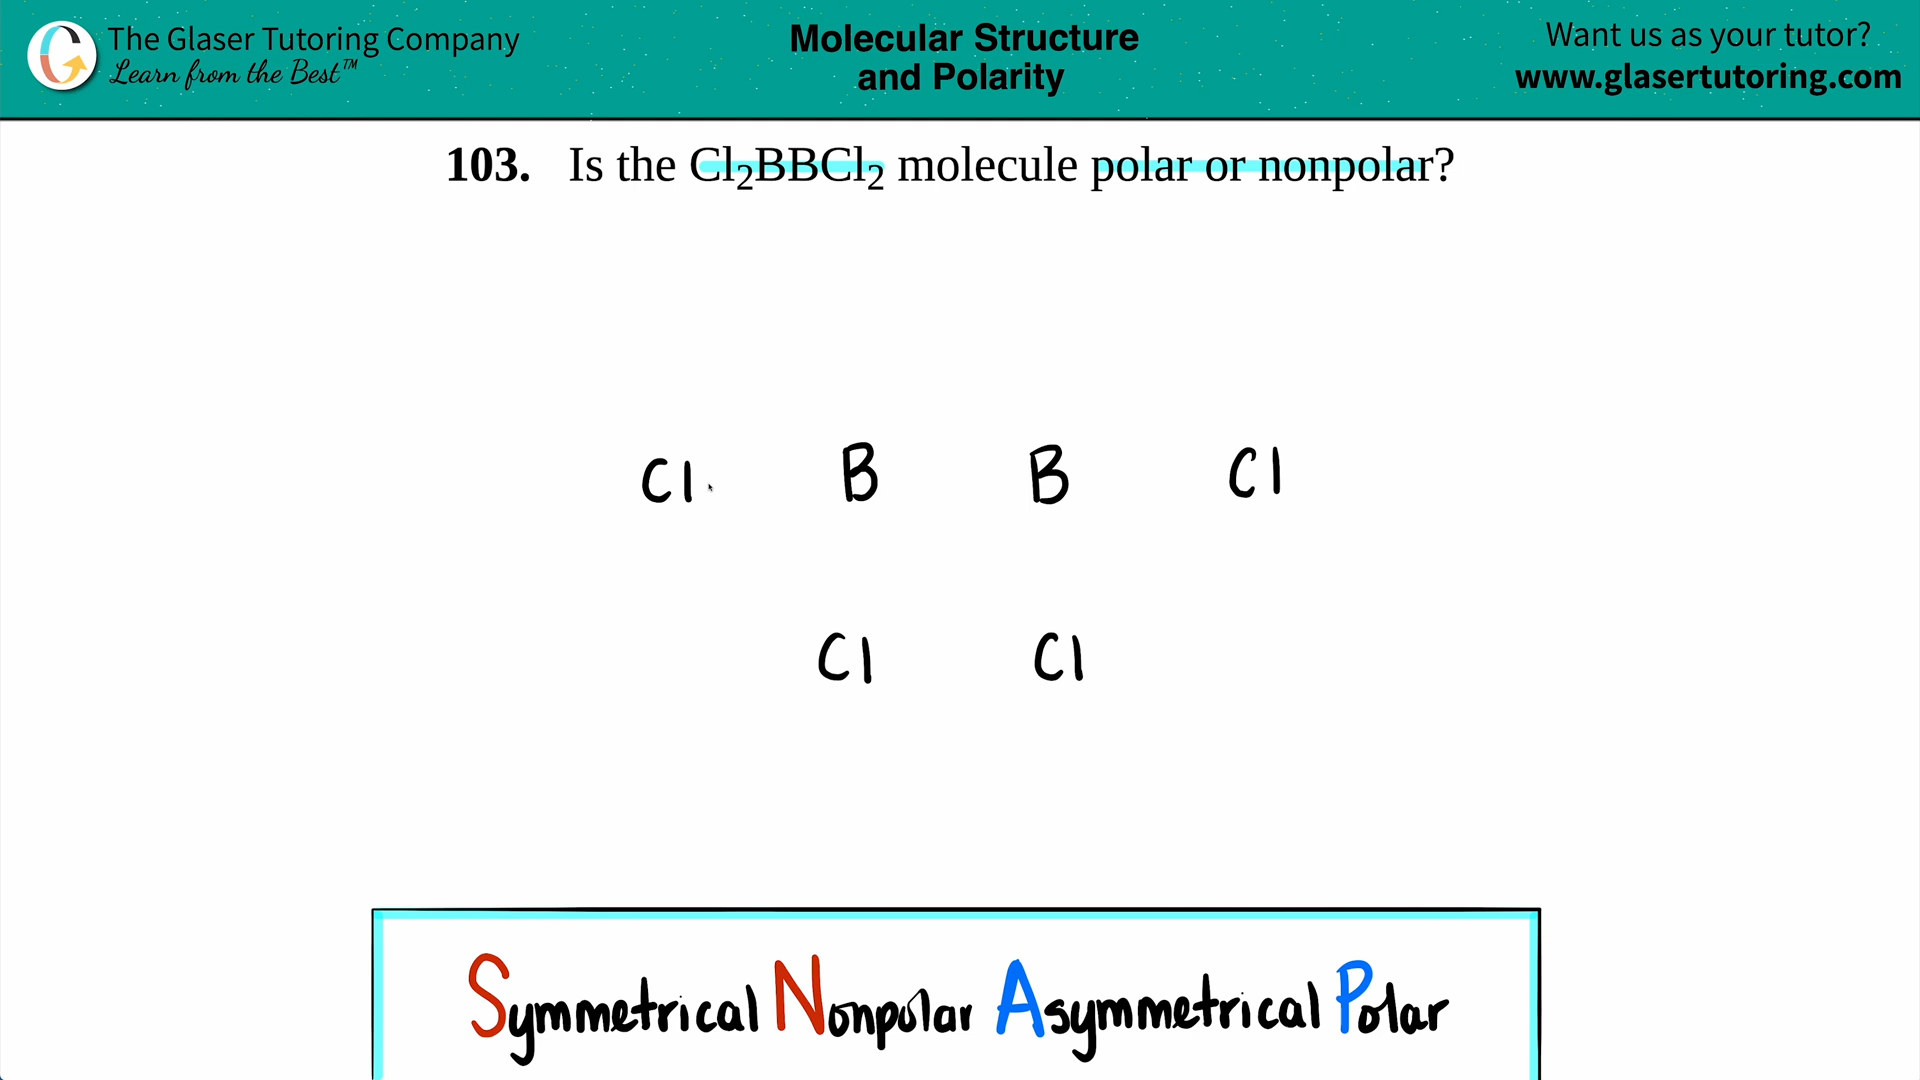 The Glaser Tutoring Company
Learn from the Best™
Molecular Structure
and Polarity
Want us as your tutor?
www.glasertutoring.com
103. Is the Cl₂BBCl₂ molecule polar or nonpolar?
Cl B B Cl
Cl Cl
Symmetrical Nonpolar Asymmetrical Polar